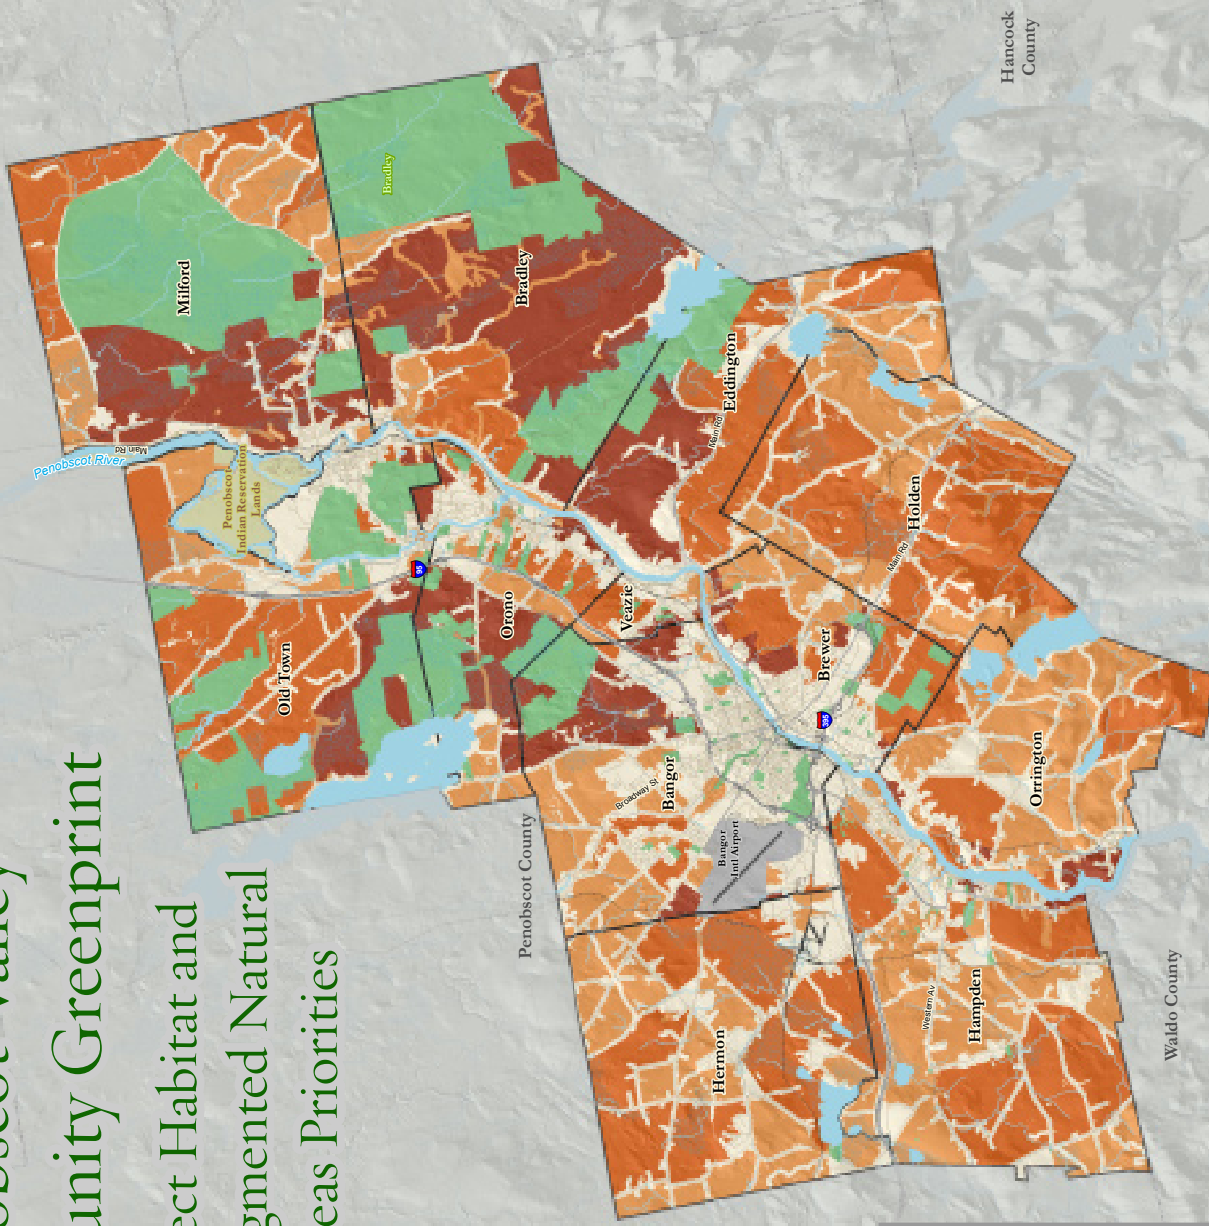 obscot Valley
unity Greenprint
ect Habitat and
gmented Natural
eas Priorities
Penobscot River
Main Rd
Milford
Penobscot
Indian Reservation
Lands
Old Town
95
Bradley
Bradley
Orono
Penobscot County
Veazie
Broadway St
Bangor
Bangor
Intl Airport
Main Rd
Eddington
Hermon
Brewer
395
Main Rd
Holden
Western Av
Hampden
Hancock
County
Orrington
Waldo County